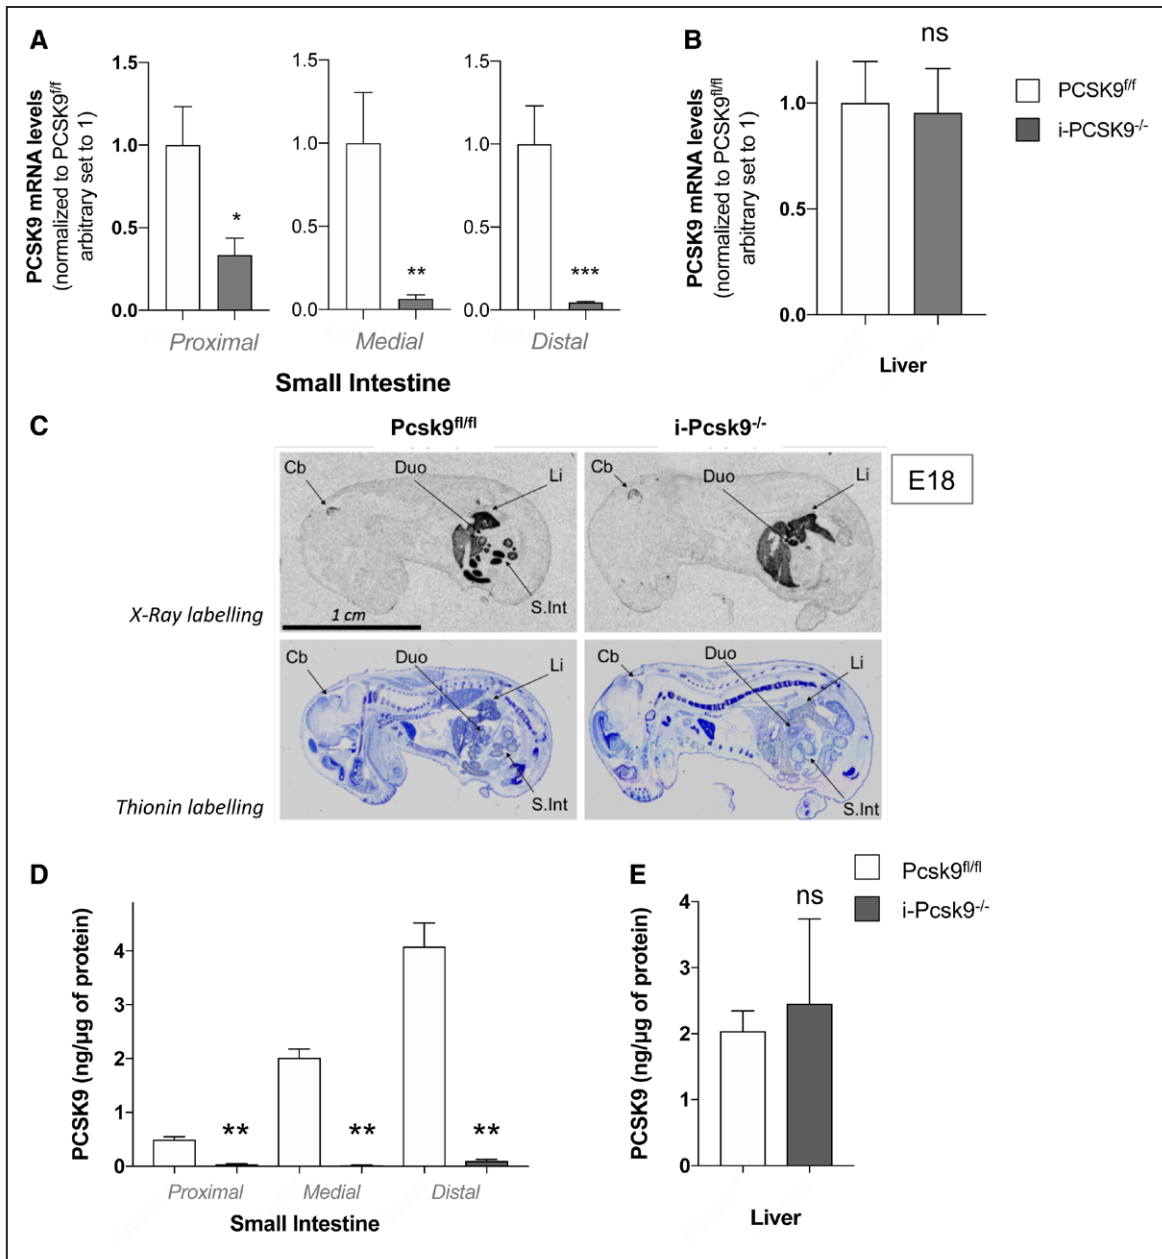 A
PCSK9 mRNA levels
(normalized to PCSK9f/f
arbitrary set to 1)
1.5
1.0
0.5
0.0
*
Proximal
1.5
1.0
0.5
0.0
**
Medial
1.5
1.0
0.5
0.0
***
Distal
Small Intestine
B
PCSK9 mRNA levels
(normalized to PCSK9fl/fl
arbitrary set to 1)
1.0
0.5
0.0
ns
Liver
PCSK9f/f
i-PCSK9-/-
C
Pcsk9fl/fl
i-Pcsk9-/-
E18
X-Ray labelling
Cb
Duo
Li
S.Int
1 cm
Cb
Duo
Li
Thionin labelling
Cb
Duo
Li
S.Int
Cb
Duo
Li
S.Int
D
PCSK9 (ng/µg of protein)
4
3
2
1
0
**
**
**
Proximal
Medial
Distal
Small Intestine
E
PCSK9 (ng/µg of protein)
4
3
2
1
0
ns
Liver
Pcsk9fl/fl
i-Pcsk9-/-